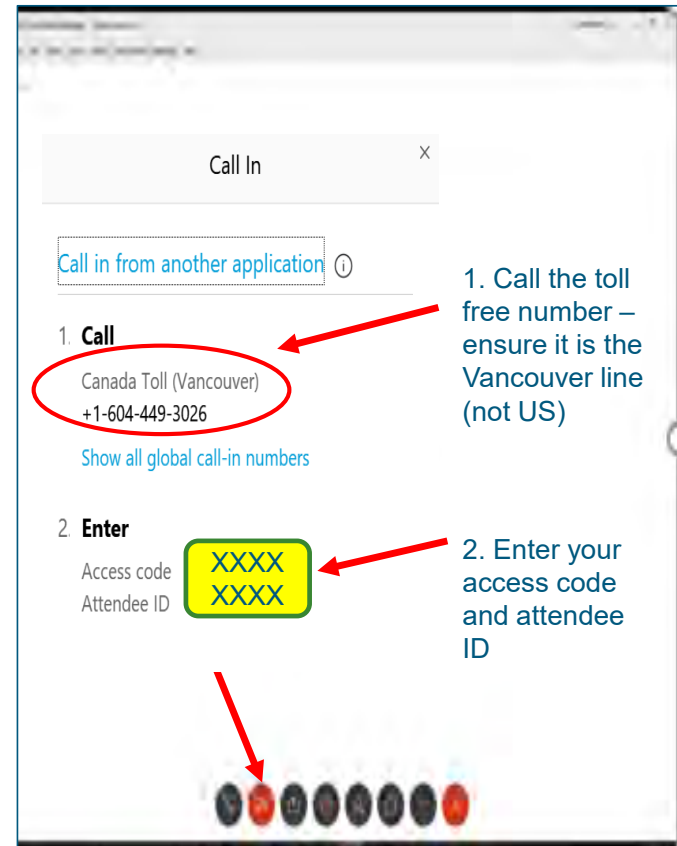 Call In
X
Call in from another application
1. Call
Canada Toll (Vancouver)
+1-604-449-3026
Show all global call-in numbers
2. Enter
Access code XXXX
Attendee ID XXXX
1. Call the toll
free number –
ensure it is the
Vancouver line
(not US)
2. Enter your
access code
and attendee
ID